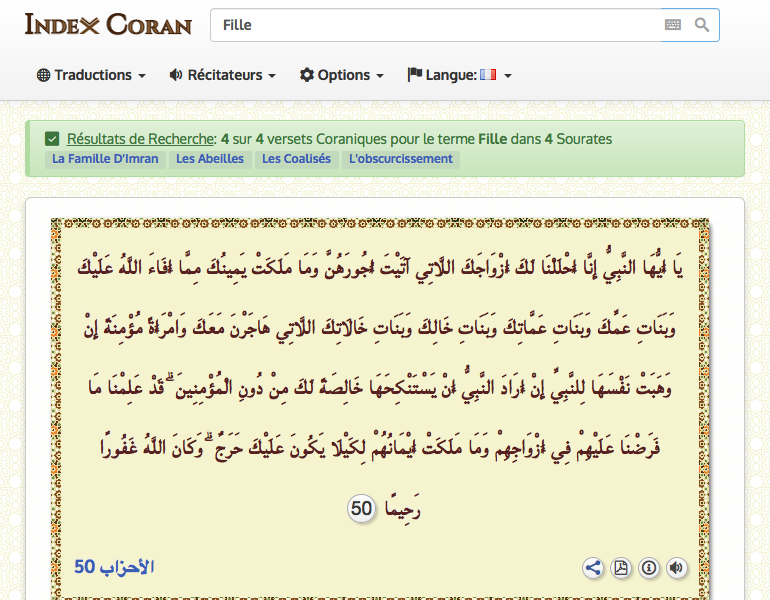 INDEX CORAN
Fille
Traductions
Récitateurs
Options
Langue:
Résultats de Recherche: 4 sur 4 versets Coraniques pour le terme Fille dans 4 Sourates
La Famille D'Imran Les Abeilles Les Coalisés L'obscurcissement
يَا أَيُّهَا النَّبِيُّ إِنَّا أَحْلَلْنَا لَكَ أَزْوَاجَكَ اللَّاتِي آتَيْتَ أُجُورَهُنَّ وَمَا مَلَكَتْ يَمِينُكَ مِمَّا أَفَاءَ اللَّهُ عَلَيْكَ
وَبَنَاتِ عَمِّكَ وَبَنَاتِ عَمَّاتِكَ وَبَنَاتِ خَالِكَ وَبَنَاتِ خَالَاتِكَ اللَّاتِي هَاجَرْنَ مَعَكَ وَامْرَأَةً مُؤْمِنَةً إِنْ
وَهَبَتْ نَفْسَهَا لِلنَّبِيِّ إِنْ أَرَادَ النَّبِيُّ أَنْ يَسْتَنْكِحَهَا خَالِصَةً لَكَ مِنْ دُونِ الْمُؤْمِنِينَ ۗ قَدْ عَلِمْنَا مَا
فَرَضْنَا عَلَيْهِمْ فِي أَزْوَاجِهِمْ وَمَا مَلَكَتْ أَيْمَانُهُمْ لِكَيْلَا يَكُونَ عَلَيْكَ حَرَجٌ ۗ وَكَانَ اللَّهُ غَفُورًا
رَحِيمًا 50
الأحزاب 50